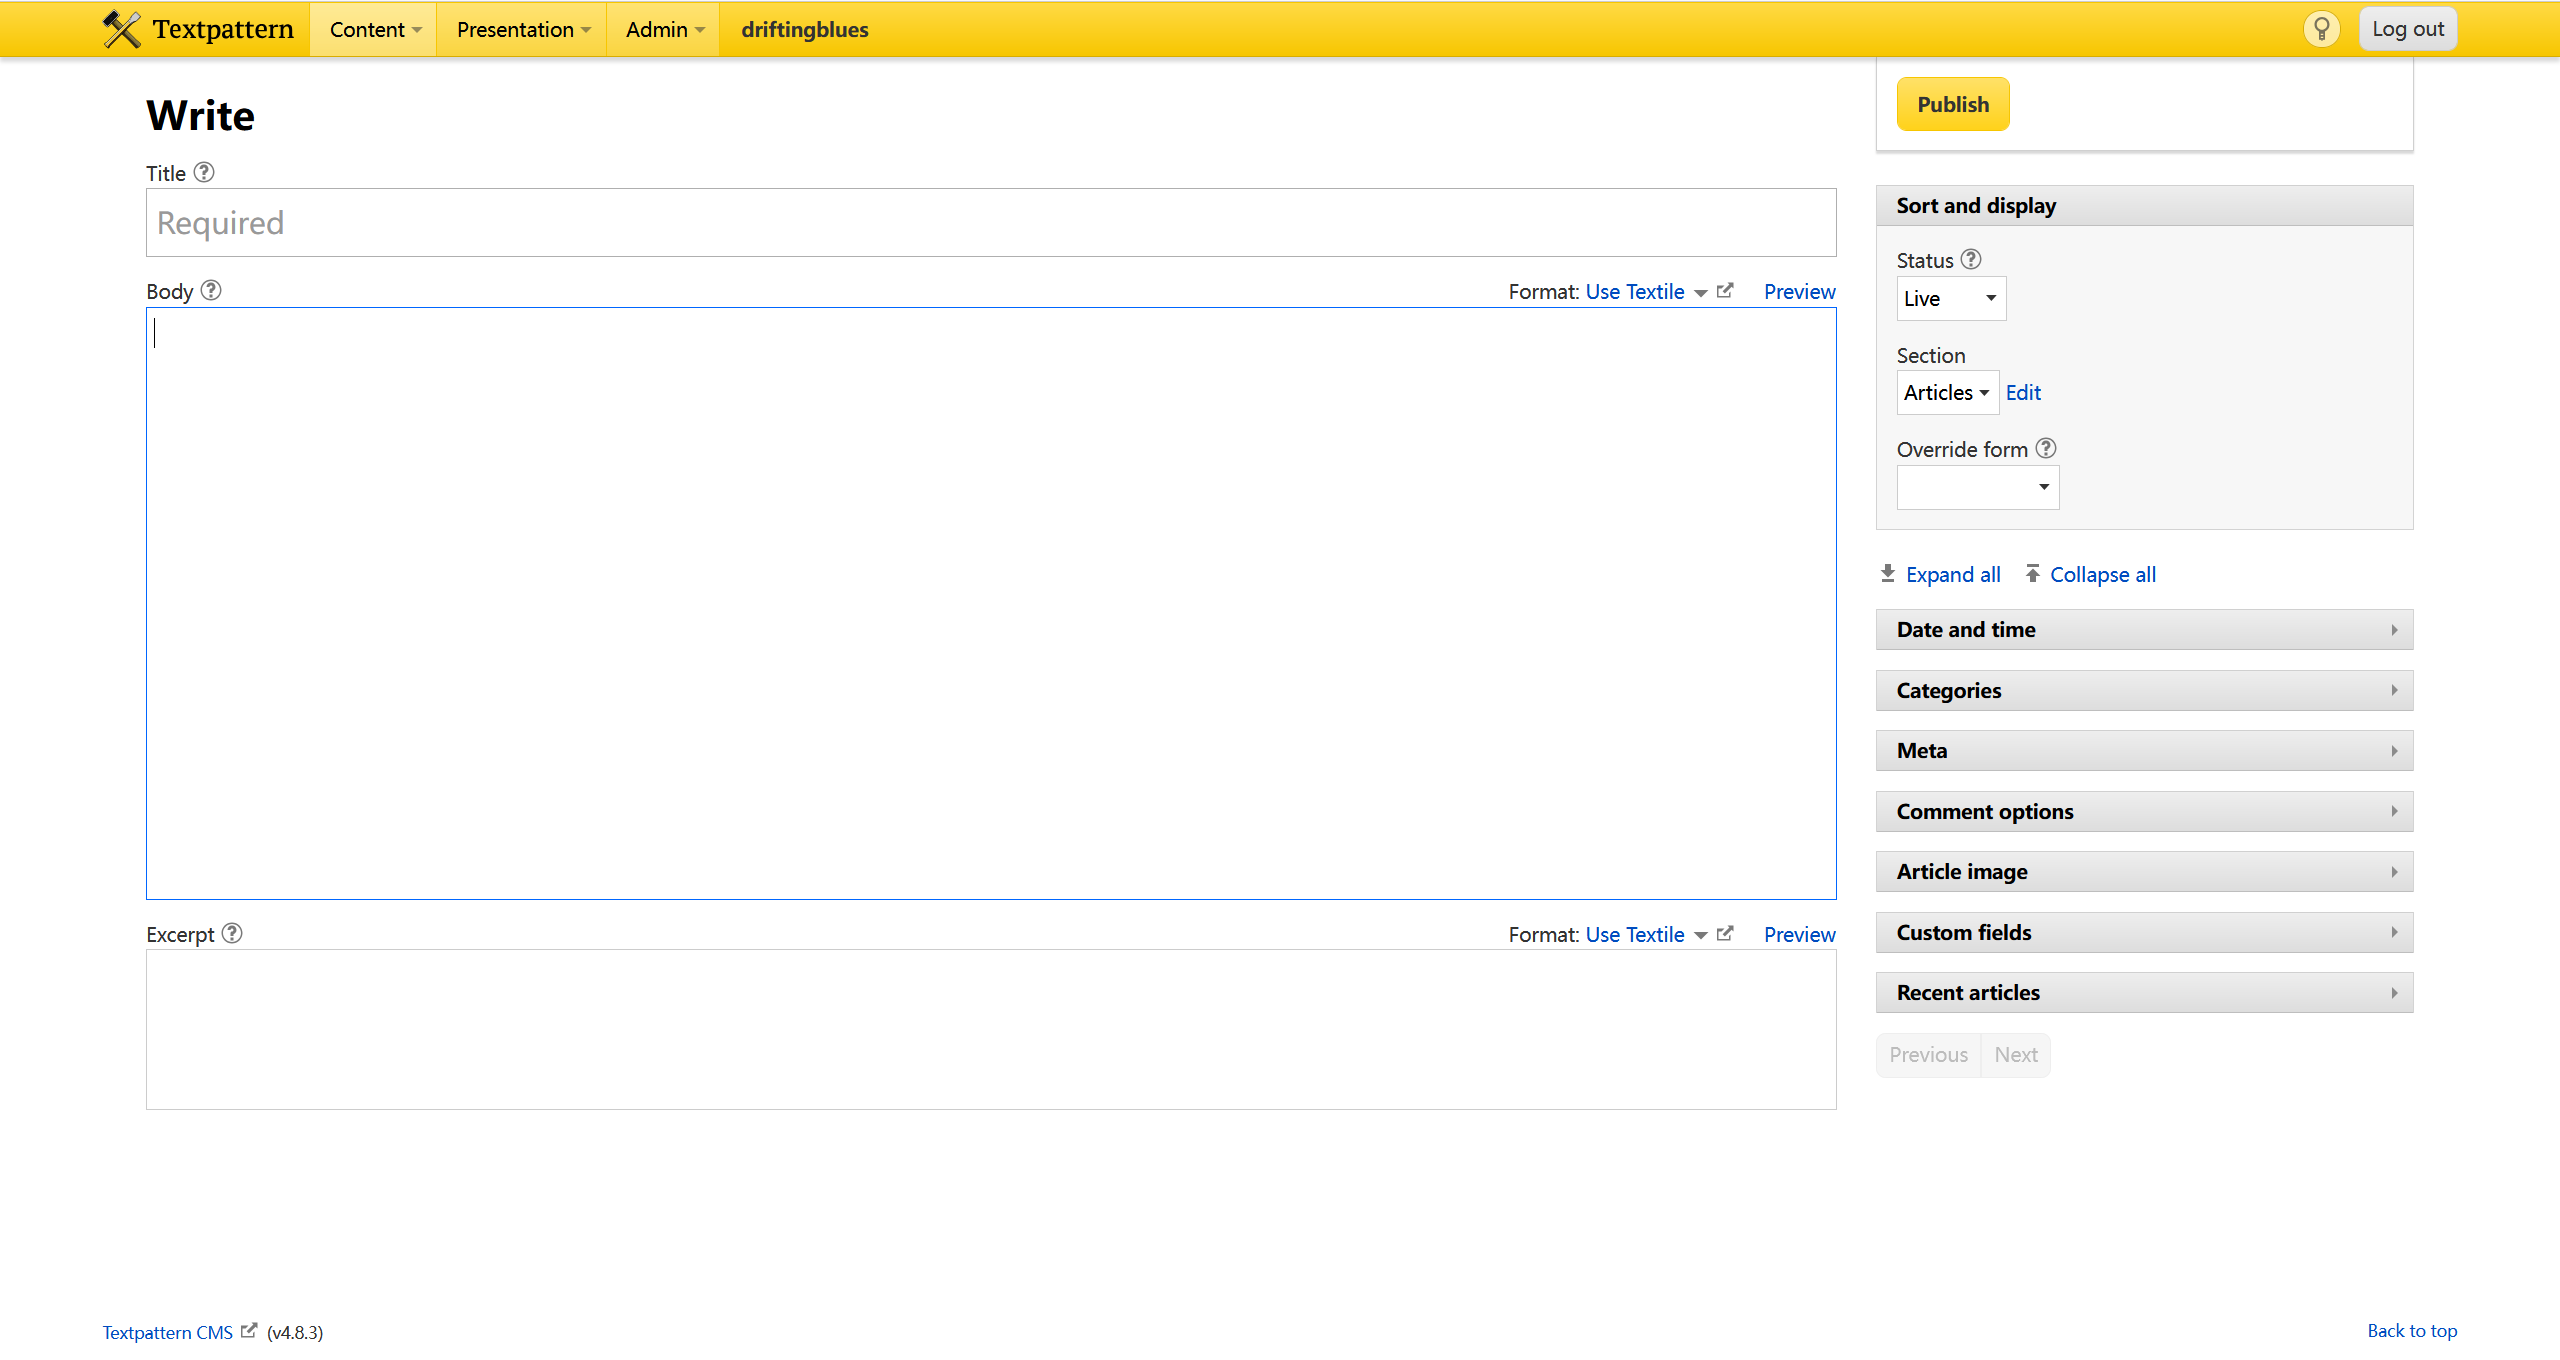 Textpattern Content Presentation Admin driftingblues Log out
Write
Title
Required
Body Format: Use Textile Preview
Excerpt Format: Use Textile Preview
Publish
Sort and display
Status
Live
Section
Articles Edit
Override form
Expand all Collapse all
Date and time
Categories
Meta
Comment options
Article image
Custom fields
Recent articles
Previous Next
Textpattern CMS (v4.8.3) Back to top